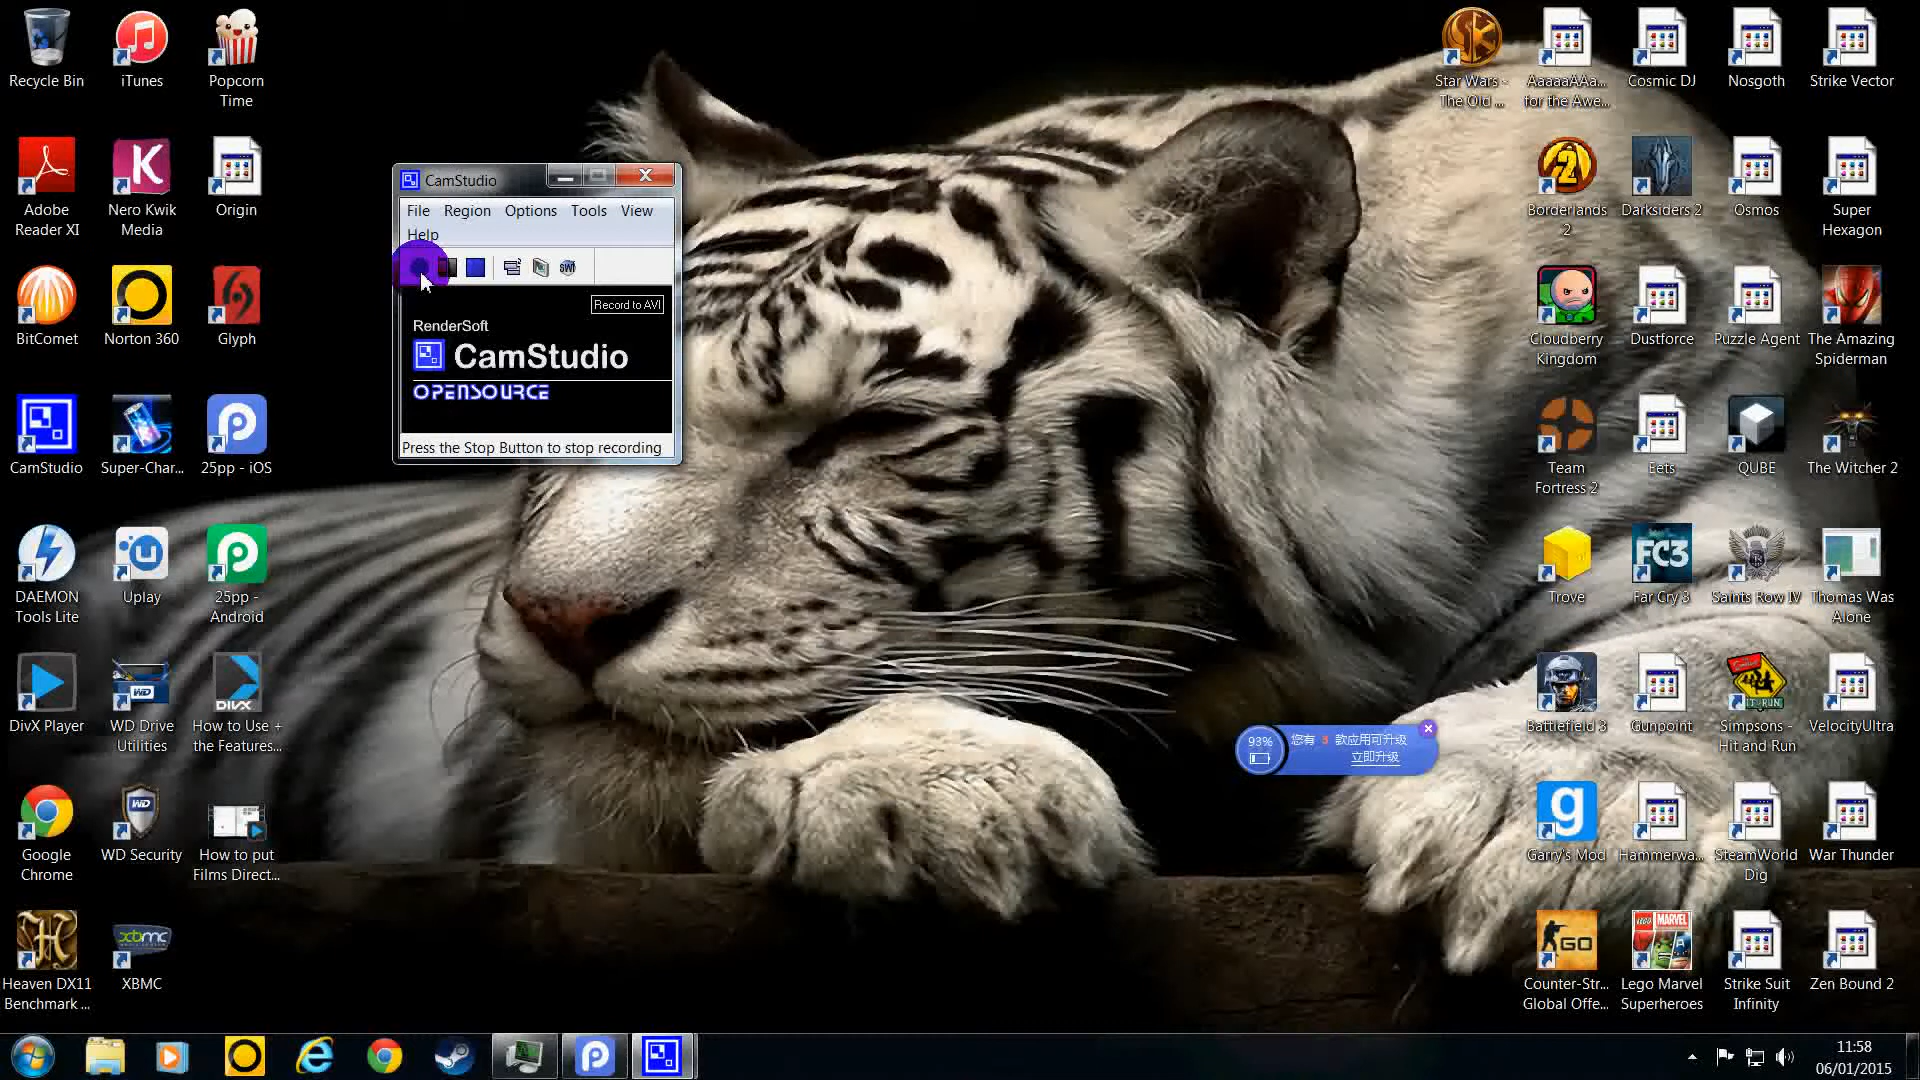 Recycle Bin
iTunes
Popcorn
Time
Adobe
Reader XI
Nero Kwik
Media
Origin
BitComet
Norton 360
Glyph
CamStudio
Super-Char...
25pp - iOS
DAEMON
Tools Lite
Uplay
25pp -
Android
DivX Player
WD Drive
Utilities
How to Use +
the Features...
Google
Chrome
WD Security
How to put
Films Direct...
Heaven DX11
Benchmark ...
XBMC
CamStudio
File Region Options Tools View
Help
Record to AVI
RenderSoft
CamStudio
OPENSOURCE
Press the Stop Button to stop recording
93%
您有 3 款应用可升级
立即升级
Star Wars -
The Old ...
AaaaaAAa...
for the Awe...
Cosmic DJ
Nosgoth
Strike Vector
Borderlands
2
Darksiders 2
Osmos
Super
Hexagon
Cloudberry
Kingdom
Dustforce
Puzzle Agent
The Amazing
Spiderman
Team
Fortress 2
Eets
QUBE
The Witcher 2
Trove
Far Cry 3
Saints Row IV
Thomas Was
Alone
Battlefield 3
Gunpoint
Simpsons -
Hit and Run
VelocityUltra
Garry's Mod
Hammerwa...
SteamWorld
Dig
War Thunder
Counter-Str...
Global Offe...
Lego Marvel
Superheroes
Strike Suit
Infinity
Zen Bound 2
11:58
06/01/2015